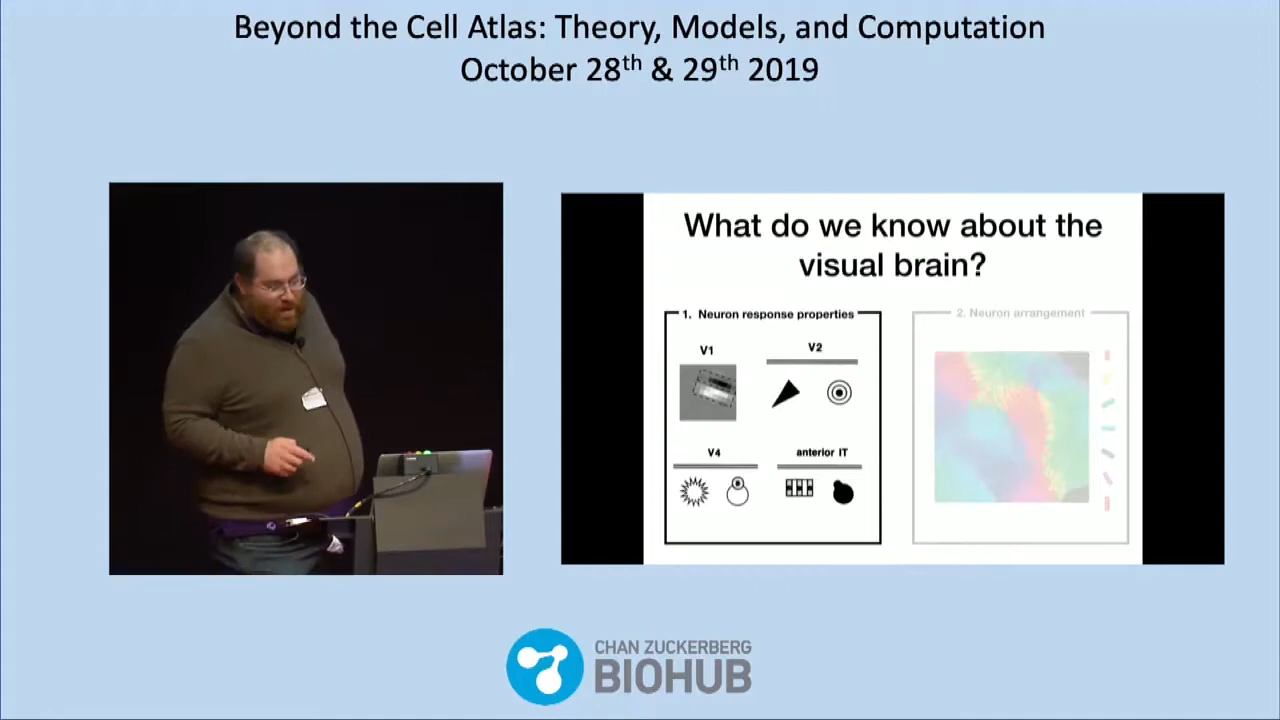 Beyond the Cell Atlas: Theory, Models, and Computation
October 28th & 29th 2019
What do we know about the
visual brain?
1. Neuron response properties
V1
V2
V4
anterior IT
2. Neuron arrangement
CHAN ZUCKERBERG
BIOHUB